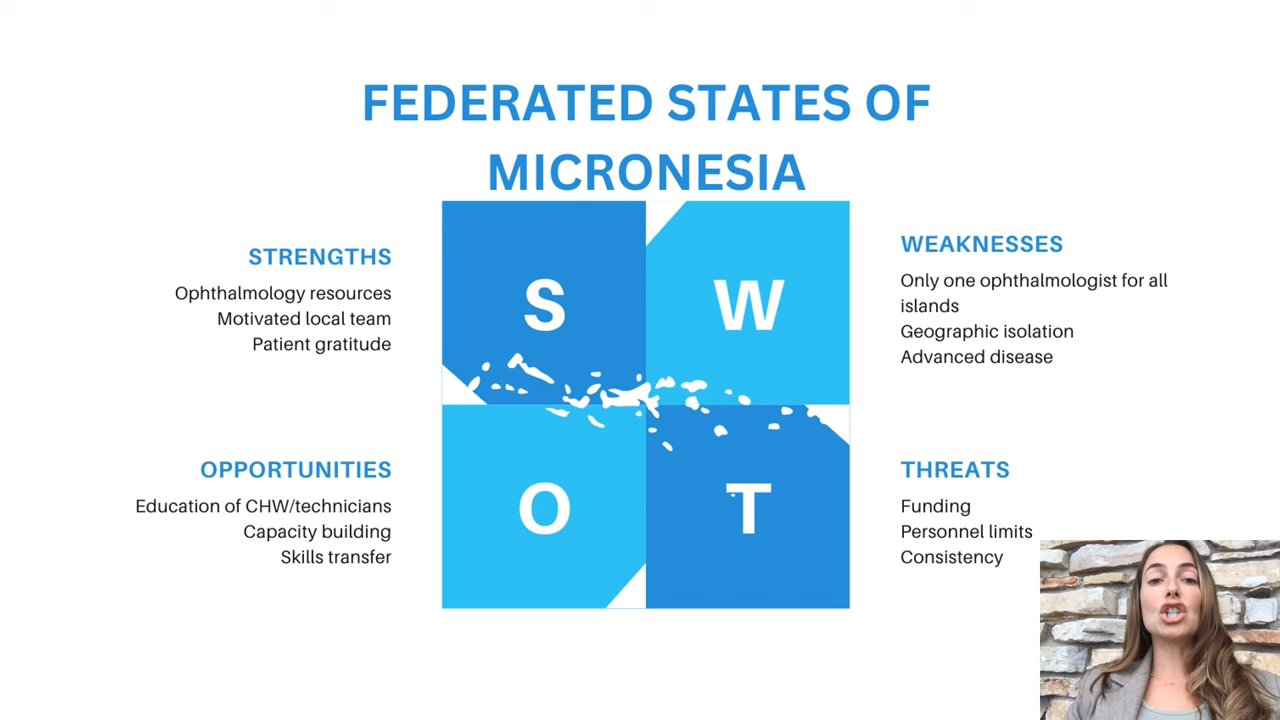 FEDERATED STATES OF
MICRONESIA
STRENGTHS
Ophthalmology resources
Motivated local team
Patient gratitude
S
W
WEAKNESSES
Only one ophthalmologist for all
islands
Geographic isolation
Advanced disease
OPPORTUNITIES
Education of CHW/technicians
Capacity building
Skills transfer
O
T
THREATS
Funding
Personnel limits
Consistency